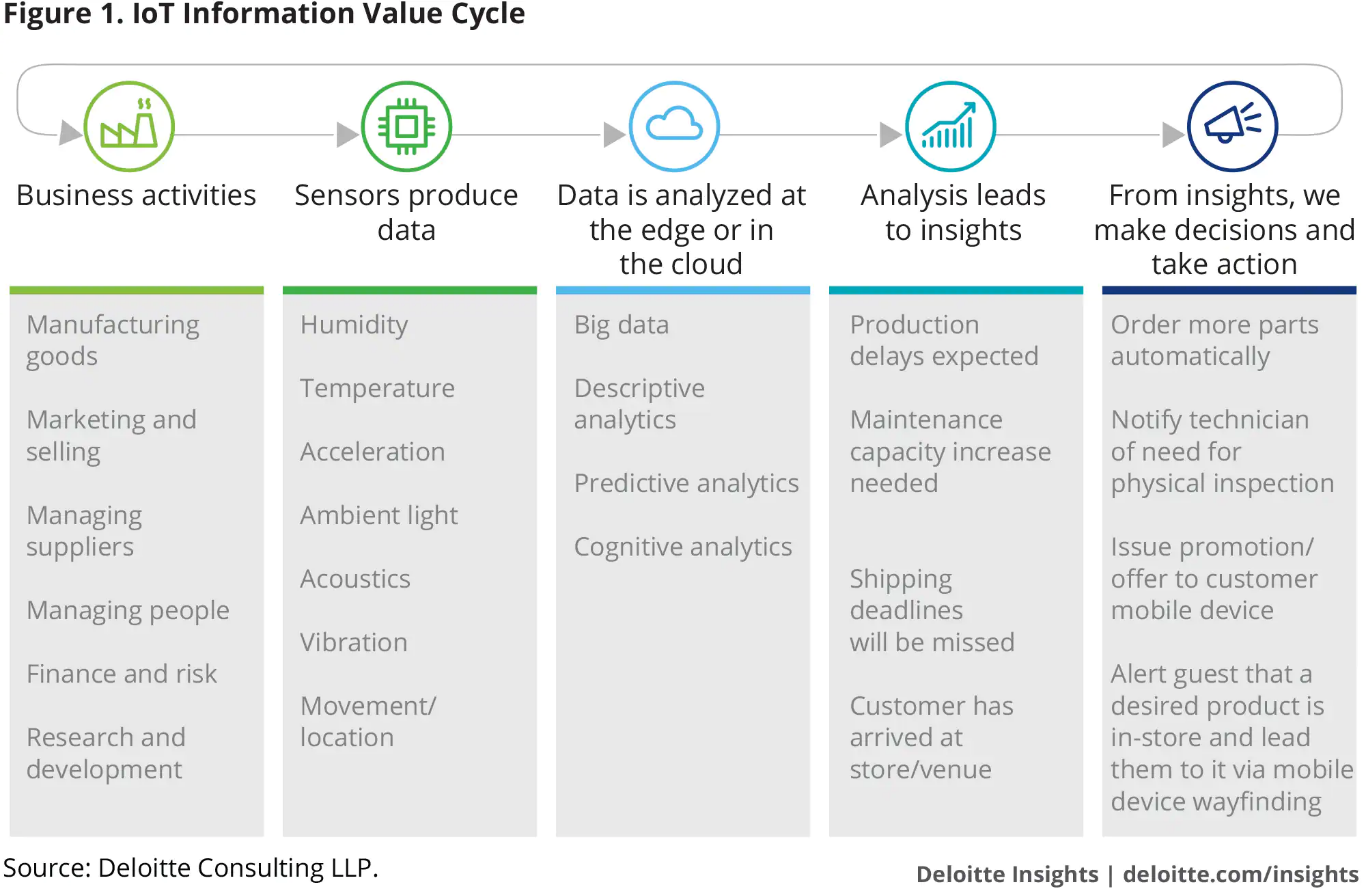 Figure 1. IoT Information Value Cycle
Business activities
Sensors produce
data
Data is analyzed at
the edge or in
the cloud
Analysis leads
to insights
From insights, we
make decisions and
take action
Manufacturing
goods
Marketing and
selling
Managing
suppliers
Managing people
Finance and risk
Research and
development
Humidity
Temperature
Acceleration
Ambient light
Acoustics
Vibration
Movement/
location
Big data
Descriptive
analytics
Predictive analytics
Cognitive analytics
Production
delays expected
Maintenance
capacity increase
needed
Shipping
deadlines
will be missed
Customer has
arrived at
store/venue
Order more parts
automatically
Notify technician
of need for
physical inspection
Issue promotion/
offer to customer
mobile device
Alert guest that a
desired product is
in-store and lead
them to it via mobile
device wayfinding
Source: Deloitte Consulting LLP.
Deloitte Insights | deloitte.com/insights